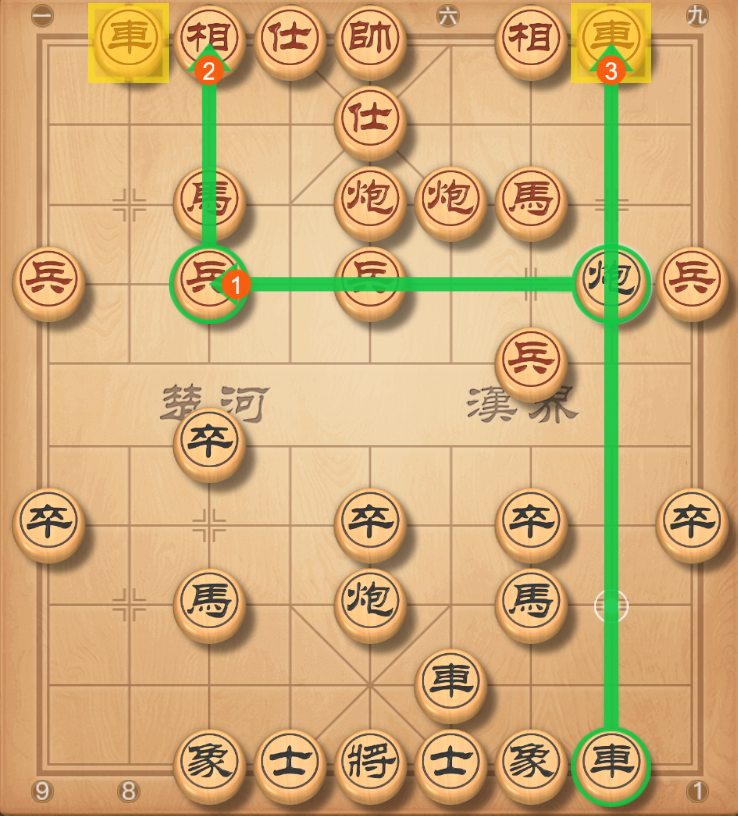 一 車 相 仕 帥 六 相 車 九
2 3
仕
馬 炮 炮 馬
兵 兵 1 兵 炮 兵
兵
楚河 漢界
卒
卒 卒 卒 卒
馬 炮 馬
車
象 士 將 士 象 車
9 8 1